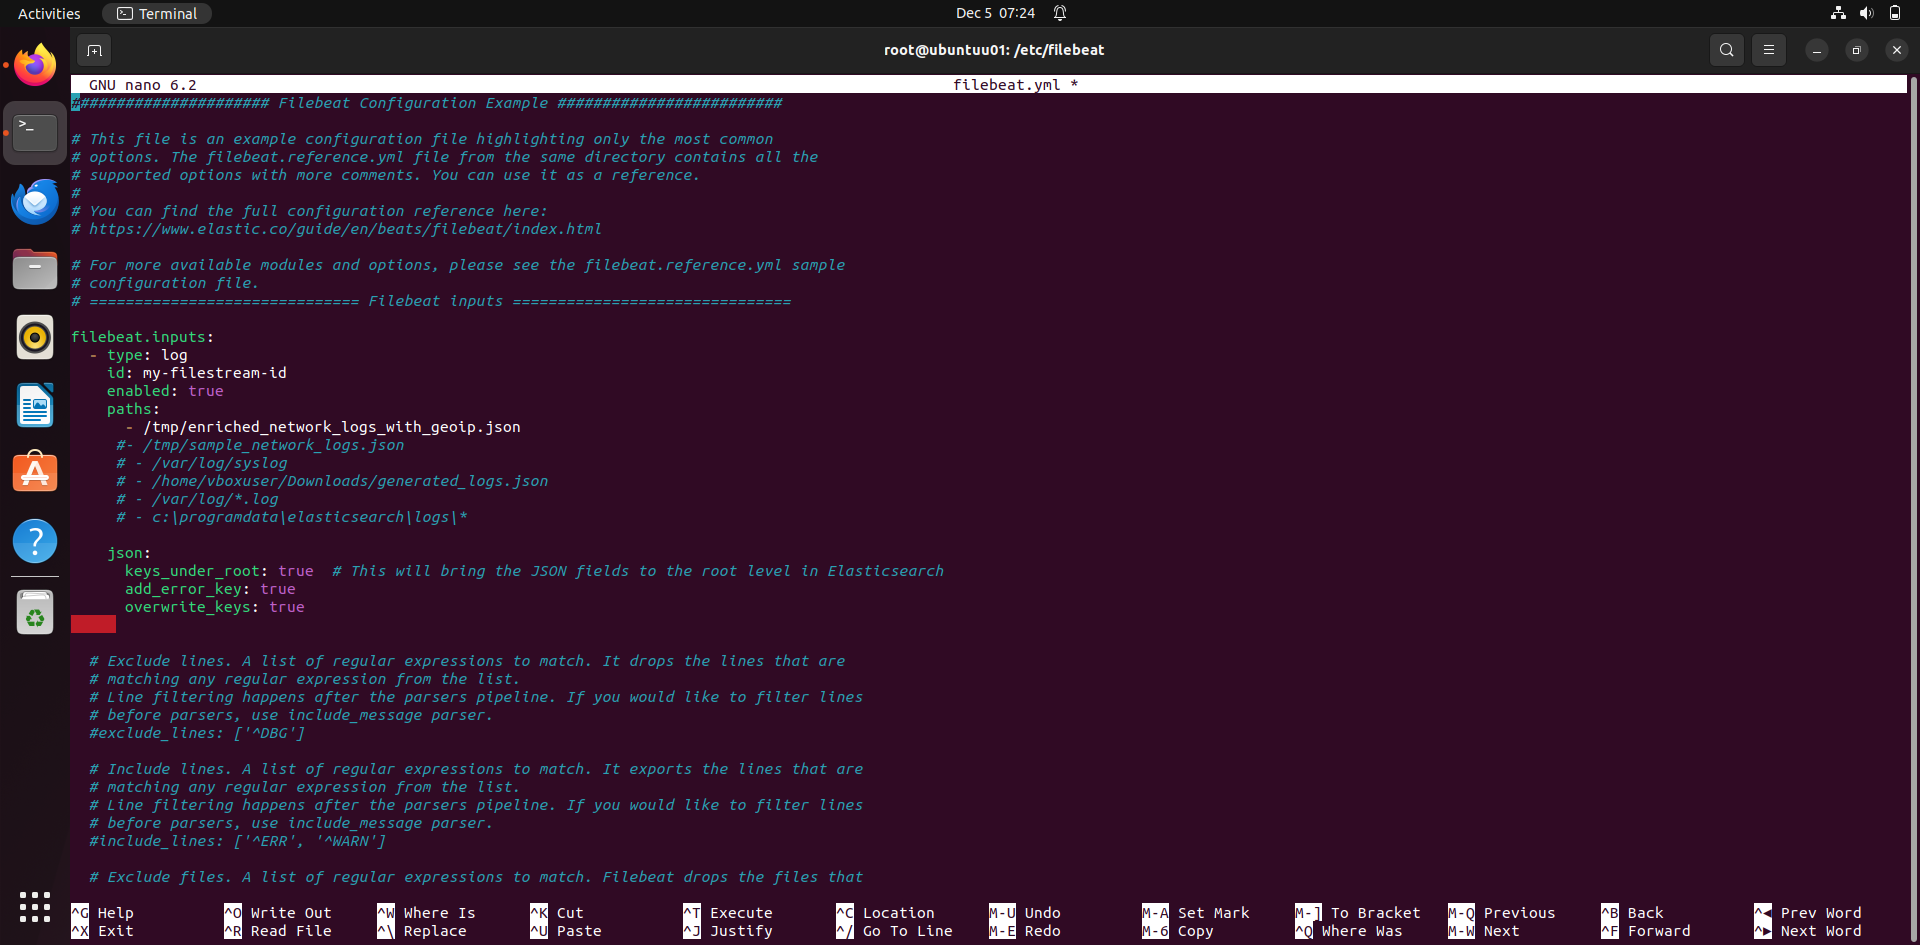 Activities Terminal Dec 5 07:24
root@ubuntuu01: /etc/filebeat
GNU nano 6.2 filebeat.yml *
###################### Filebeat Configuration Example #########################
# This file is an example configuration file highlighting only the most common
# options. The filebeat.reference.yml file from the same directory contains all the
# supported options with more comments. You can use it as a reference.
#
# You can find the full configuration reference here:
# https://www.elastic.co/guide/en/beats/filebeat/index.html
# For more available modules and options, please see the filebeat.reference.yml sample
# configuration file.
# ============================== Filebeat inputs ===============================
filebeat.inputs:
  - type: log
    id: my-filestream-id
    enabled: true
    paths:
      - /tmp/enriched_network_logs_with_geoip.json
     #- /tmp/sample_network_logs.json
     # - /var/log/syslog
     # - /home/vboxuser/Downloads/generated_logs.json
     # - /var/log/*.log
     # - c:\programdata\elasticsearch\logs\*
    json:
      keys_under_root: true  # This will bring the JSON fields to the root level in Elasticsearch
      add_error_key: true
      overwrite_keys: true
  # Exclude lines. A list of regular expressions to match. It drops the lines that are
  # matching any regular expression from the list.
  # Line filtering happens after the parsers pipeline. If you would like to filter lines
  # before parsers, use include_message parser.
  #exclude_lines: ['^DBG']
  # Include lines. A list of regular expressions to match. It exports the lines that are
  # matching any regular expression from the list.
  # Line filtering happens after the parsers pipeline. If you would like to filter lines
  # before parsers, use include_message parser.
  #include_lines: ['^ERR', '^WARN']
  # Exclude files. A list of regular expressions to match. Filebeat drops the files that
^G Help ^O Write Out ^W Where Is ^K Cut ^T Execute ^C Location M-U Undo M-A Set Mark M-] To Bracket M-Q Previous ^B Back ^◀ Prev Word
^X Exit ^R Read File ^\ Replace ^U Paste ^J Justify ^/ Go To Line M-E Redo M-6 Copy ^Q Where Was M-W Next ^F Forward ^▶ Next Word